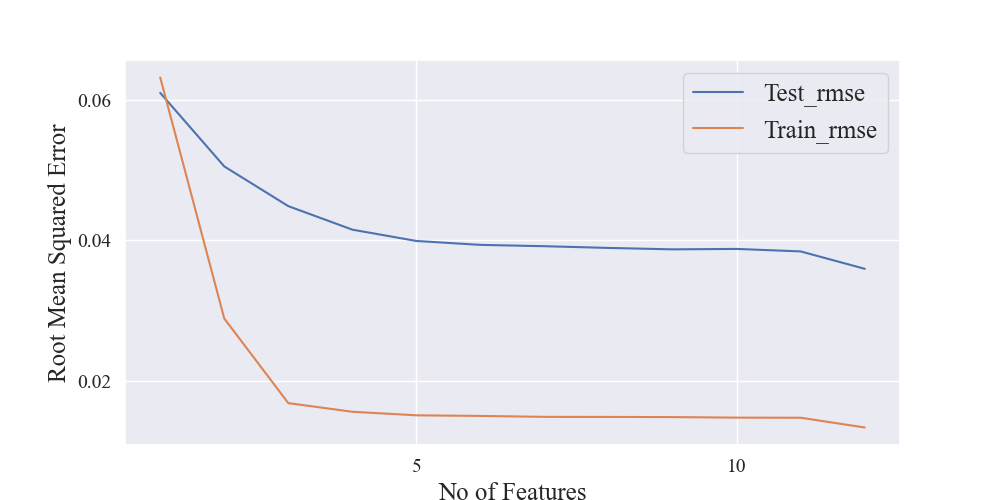 Test_rmse
Train_rmse
0.06
0.04
0.02
Root Mean Squared Error
5
10
No of Features